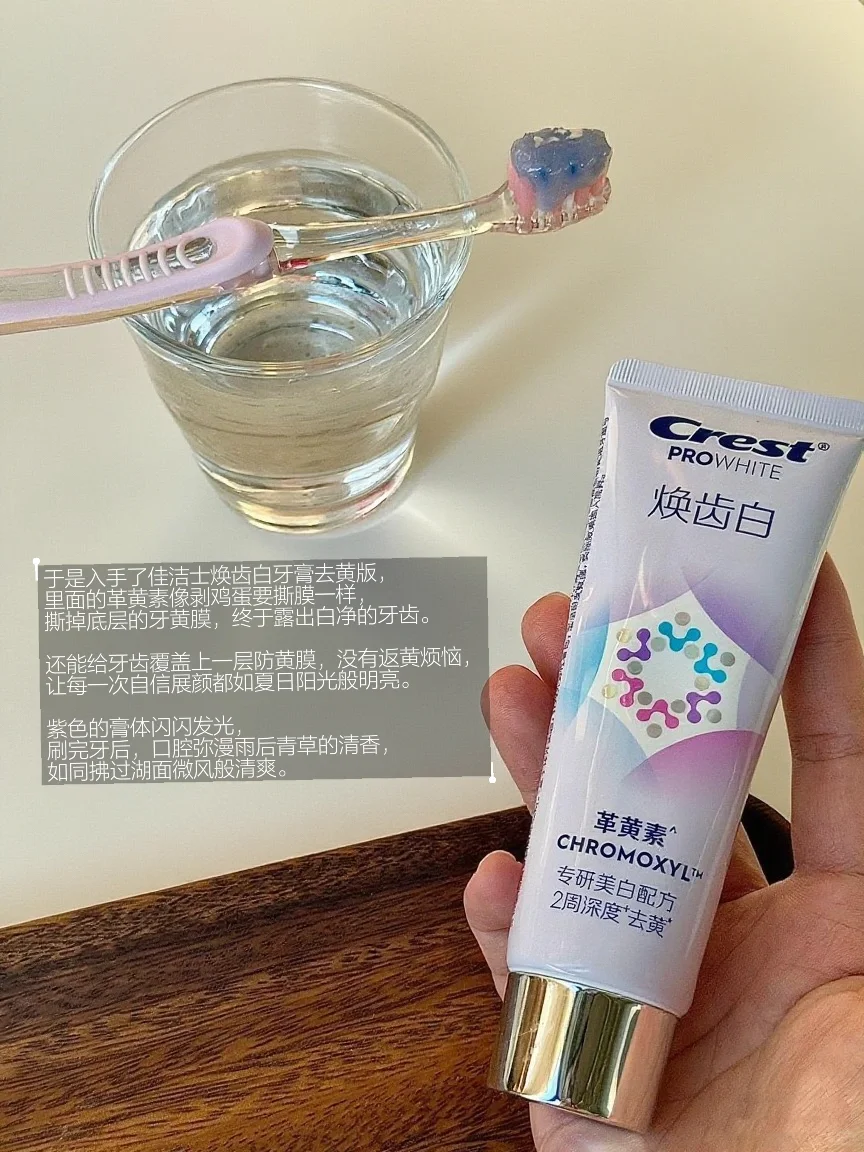 Crest®
PROWHITE
焕齿白
于是入手了佳洁士焕齿白牙膏去黄版，
里面的革黄素像剥鸡蛋要撕膜一样，
撕掉底层的牙黄膜，终于露出白净的牙齿。
还能给牙齿覆盖上一层防黄膜，没有返黄烦恼，
让每一次自信展颜都如夏日阳光般明亮。
紫色的膏体闪闪发光，
刷完牙后，口腔弥漫雨后青草的清香，
如同拂过湖面微风般清爽。
革黄素^
CHROMOXYL™
专研美白配方
2周深度⁺去黄*